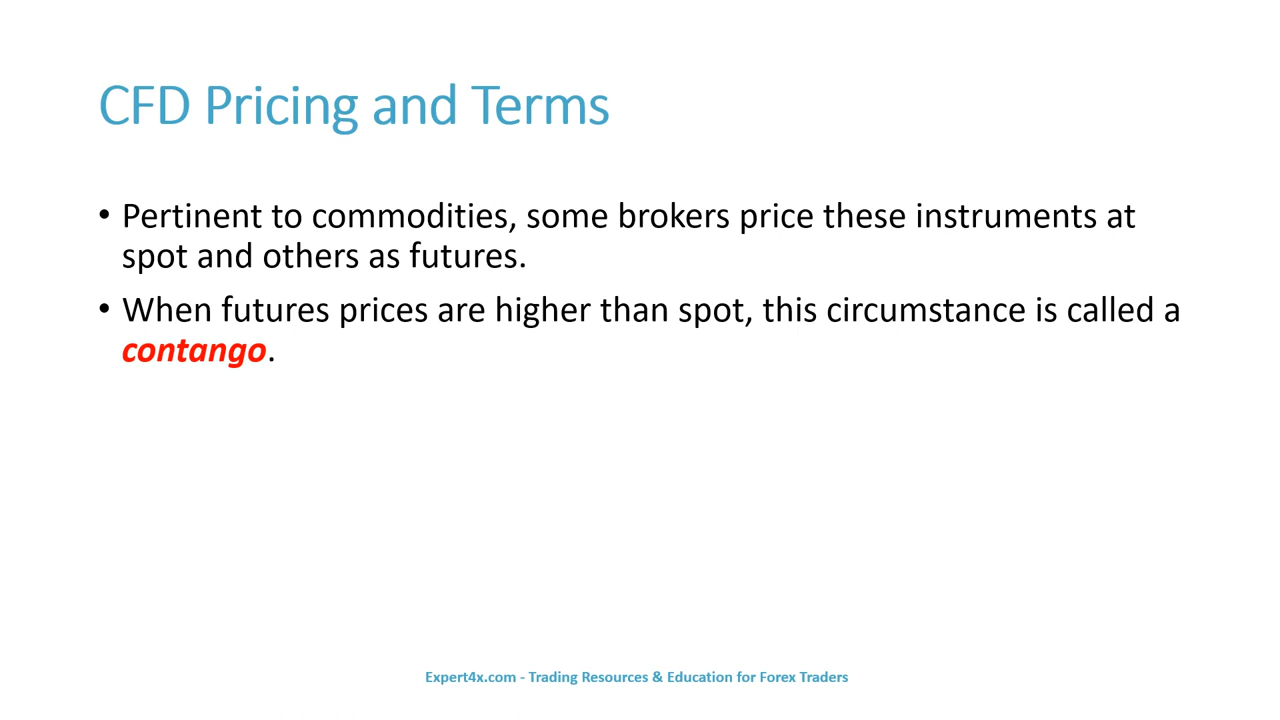 CFD Pricing and Terms
• Pertinent to commodities, some brokers price these instruments at
spot and others as futures.
• When futures prices are higher than spot, this circumstance is called a
contango.
Expert4x.com - Trading Resources & Education for Forex Traders